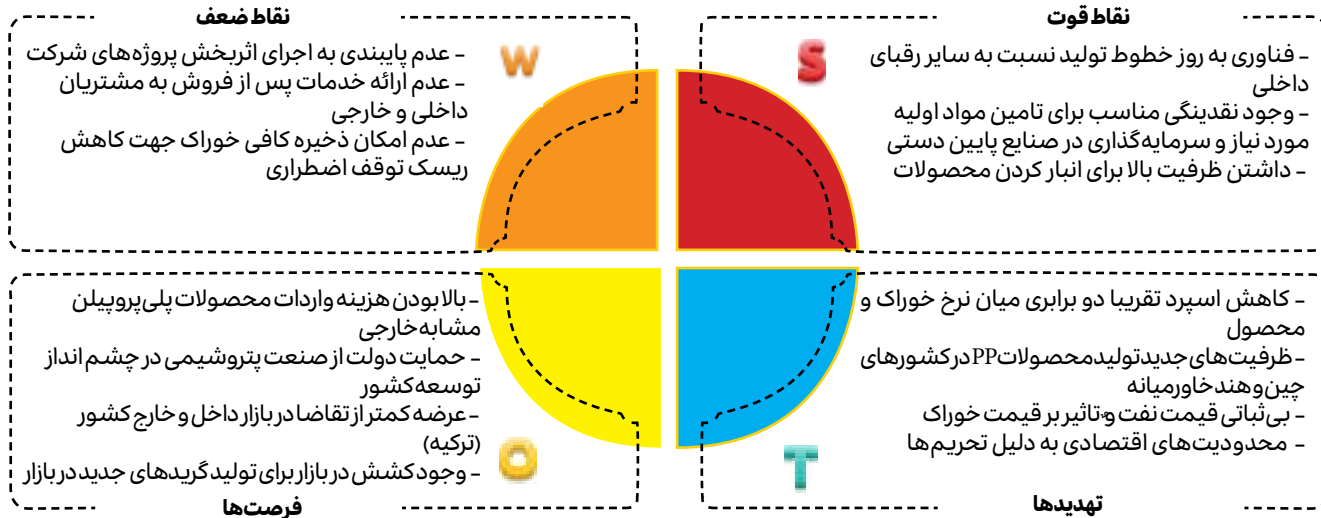 نقاط قوت
S
- فناوری به روز خطوط تولید نسبت به سایر رقبای
داخلی
- وجود نقدینگی مناسب برای تامین مواد اولیه
مورد نیاز و سرمایه‌گذاری در صنایع پایین دستی
- داشتن ظرفیت بالا برای انبار کردن محصولات
نقاط ضعف
W
- عدم پایبندی به اجرای اثربخش پروژه‌های شرکت
- عدم ارائه خدمات پس از فروش به مشتریان
داخلی و خارجی
- عدم امکان ذخیره کافی خوراک جهت کاهش
ریسک توقف اضطراری
- کاهش اسپرد تقریبا دو برابری میان نرخ خوراک و
محصول
- ظرفیت‌های جدید تولید محصولات PP در کشورهای
چین و هند خاورمیانه
- بی‌ثباتی قیمت نفت و تاثیر بر قیمت خوراک
- محدودیت‌های اقتصادی به دلیل تحریم‌ها
T
تهدیدها
- بالا بودن هزینه واردات محصولات پلی‌پروپیلن
مشابه خارجی
- حمایت دولت از صنعت پتروشیمی در چشم انداز
توسعه کشور
- عرضه کمتر از تقاضا در بازار داخل و خارج کشور
(ترکیه)
- وجود کشش در بازار برای تولید گریدهای جدید در بازار
O
فرصت‌ها